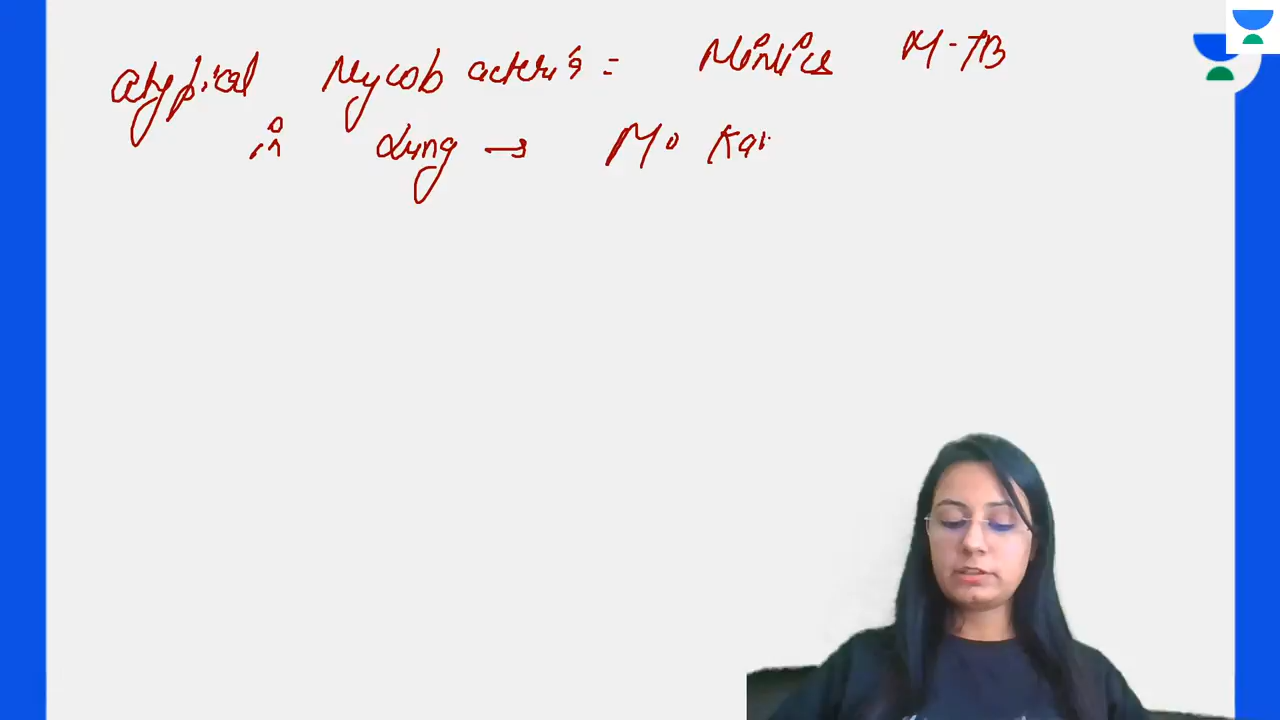 Atypical Mycobacteria = Mimics M-TB
in Lung → M. Kan